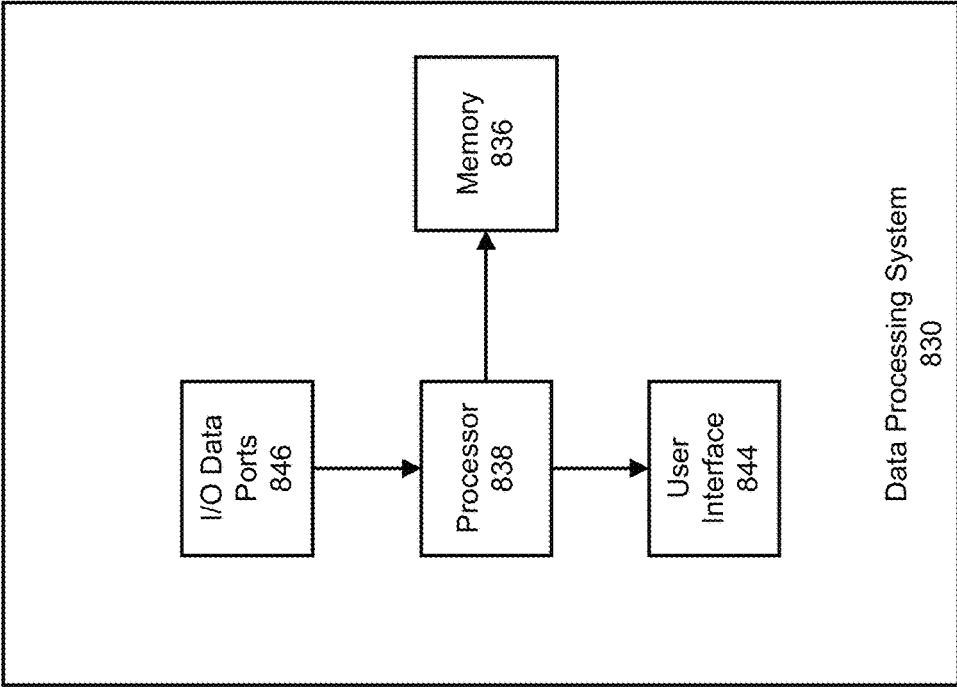 I/O Data
Ports
846
Processor
838
User
Interface
844
Memory
836
Data Processing System
830